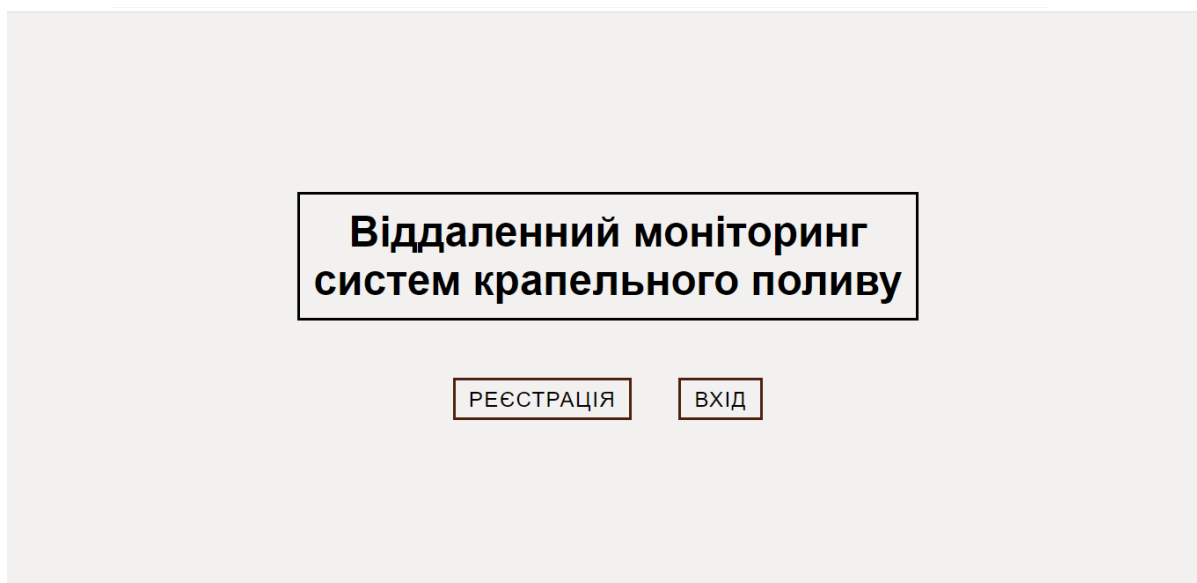 Віддаленний моніторинг
систем крапельного поливу
РЕЄСТРАЦІЯ ВХІД